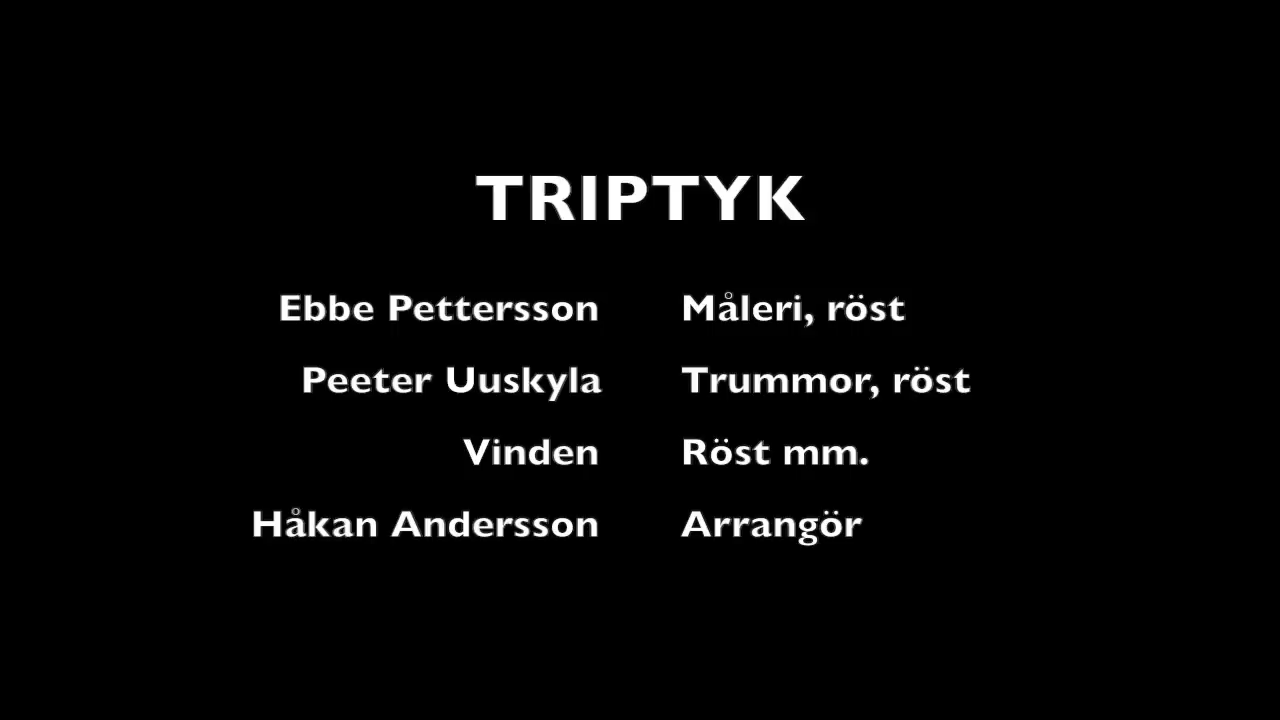 TRIPTYK
Ebbe Pettersson Måleri, röst
Peeter Uuskyla Trummor, röst
Vinden Röst mm.
Håkan Andersson Arrangör